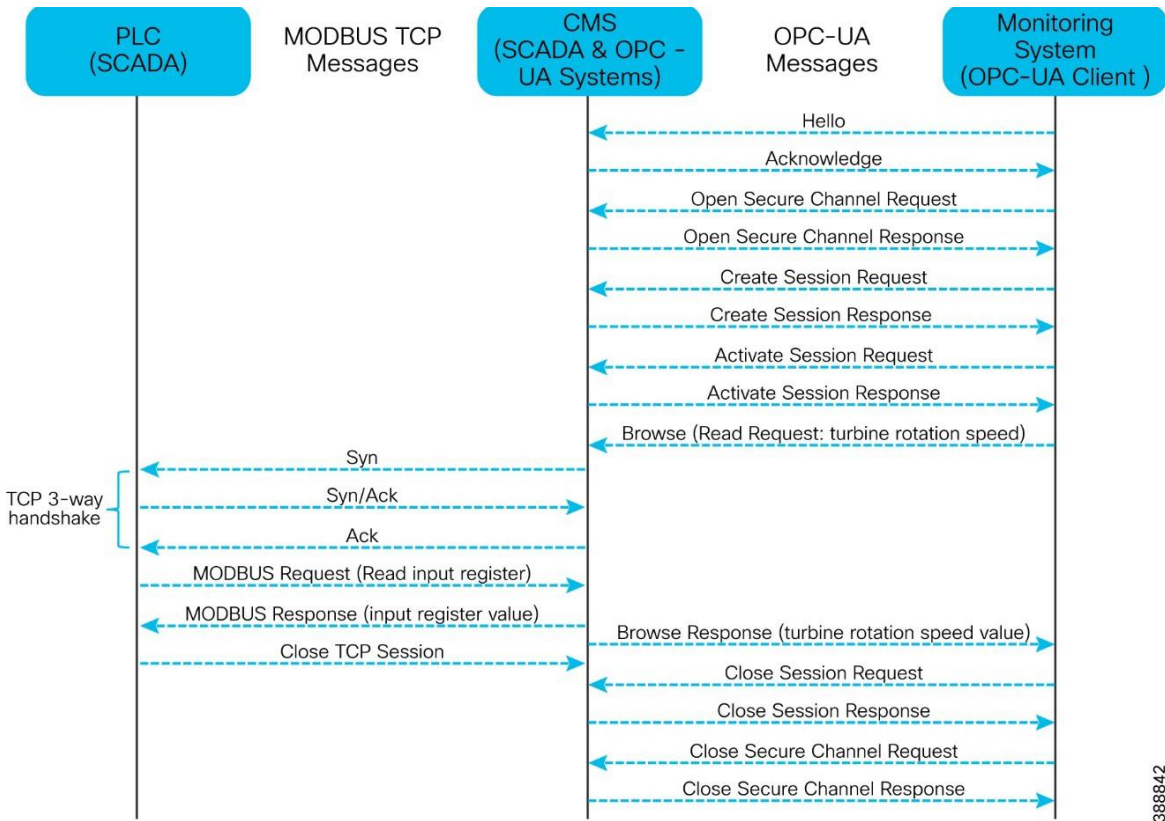 PLC
(SCADA)
MODBUS TCP
Messages
CMS
(SCADA & OPC -
UA Systems)
OPC-UA
Messages
Monitoring
System
(OPC-UA Client )
Hello
Acknowledge
Open Secure Channel Request
Open Secure Channel Response
Create Session Request
Create Session Response
Activate Session Request
Activate Session Response
Browse (Read Request: turbine rotation speed)
Syn
TCP 3-way
handshake
Syn/Ack
Ack
MODBUS Request (Read input register)
MODBUS Response (input register value)
Browse Response (turbine rotation speed value)
Close TCP Session
Close Session Request
Close Session Response
Close Secure Channel Request
Close Secure Channel Response
388842